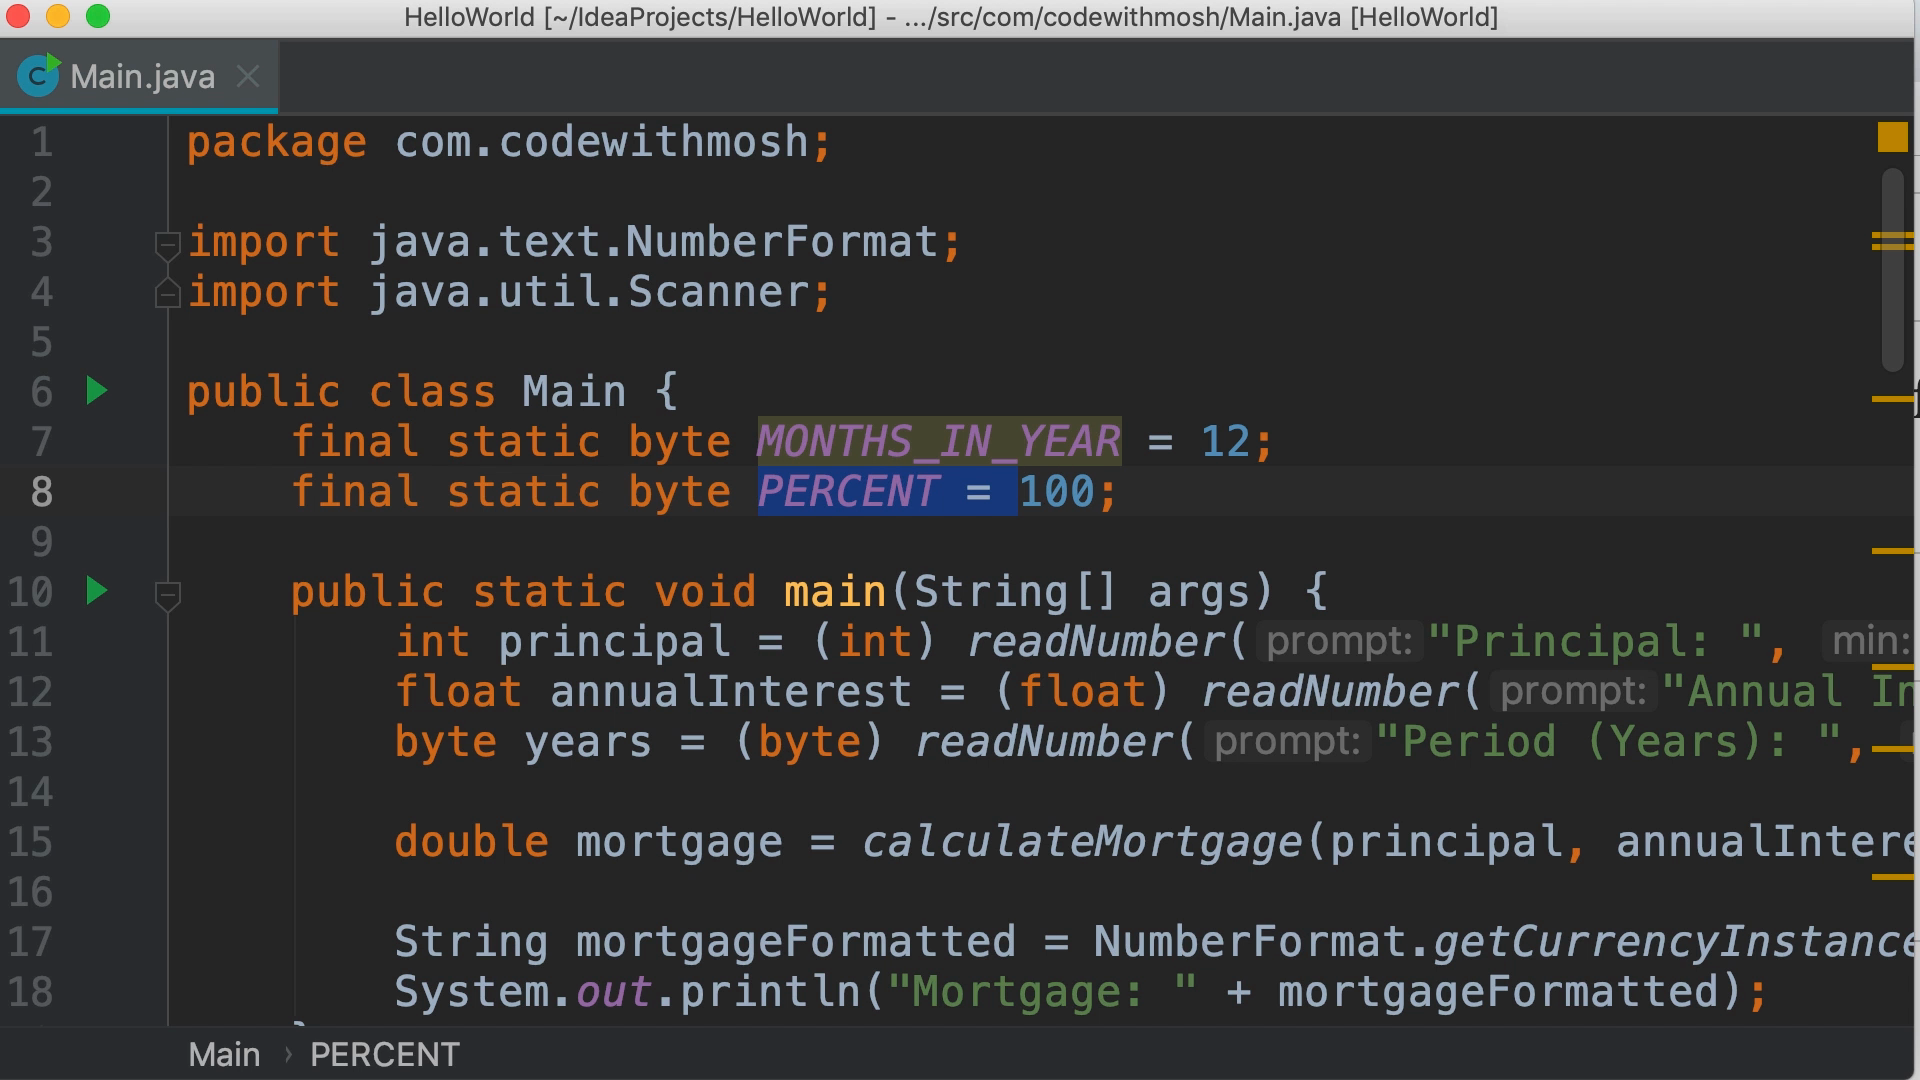 HelloWorld [~/IdeaProjects/HelloWorld] - .../src/com/codewithmosh/Main.java [HelloWorld]
C Main.java
1 package com.codewithmosh;
2
3 import java.text.NumberFormat;
4 import java.util.Scanner;
5
6 public class Main {
7 final static byte MONTHS_IN_YEAR = 12;
8 final static byte PERCENT = 100;
9
10 public static void main(String[] args) {
11 int principal = (int) readNumber( prompt: "Principal: ", min:
12 float annualInterest = (float) readNumber( prompt: "Annual In
13 byte years = (byte) readNumber( prompt: "Period (Years): ",
14
15 double mortgage = calculateMortgage(principal, annualIntere
16
17 String mortgageFormatted = NumberFormat.getCurrencyInstance
18 System.out.println("Mortgage: " + mortgageFormatted);
Main › PERCENT